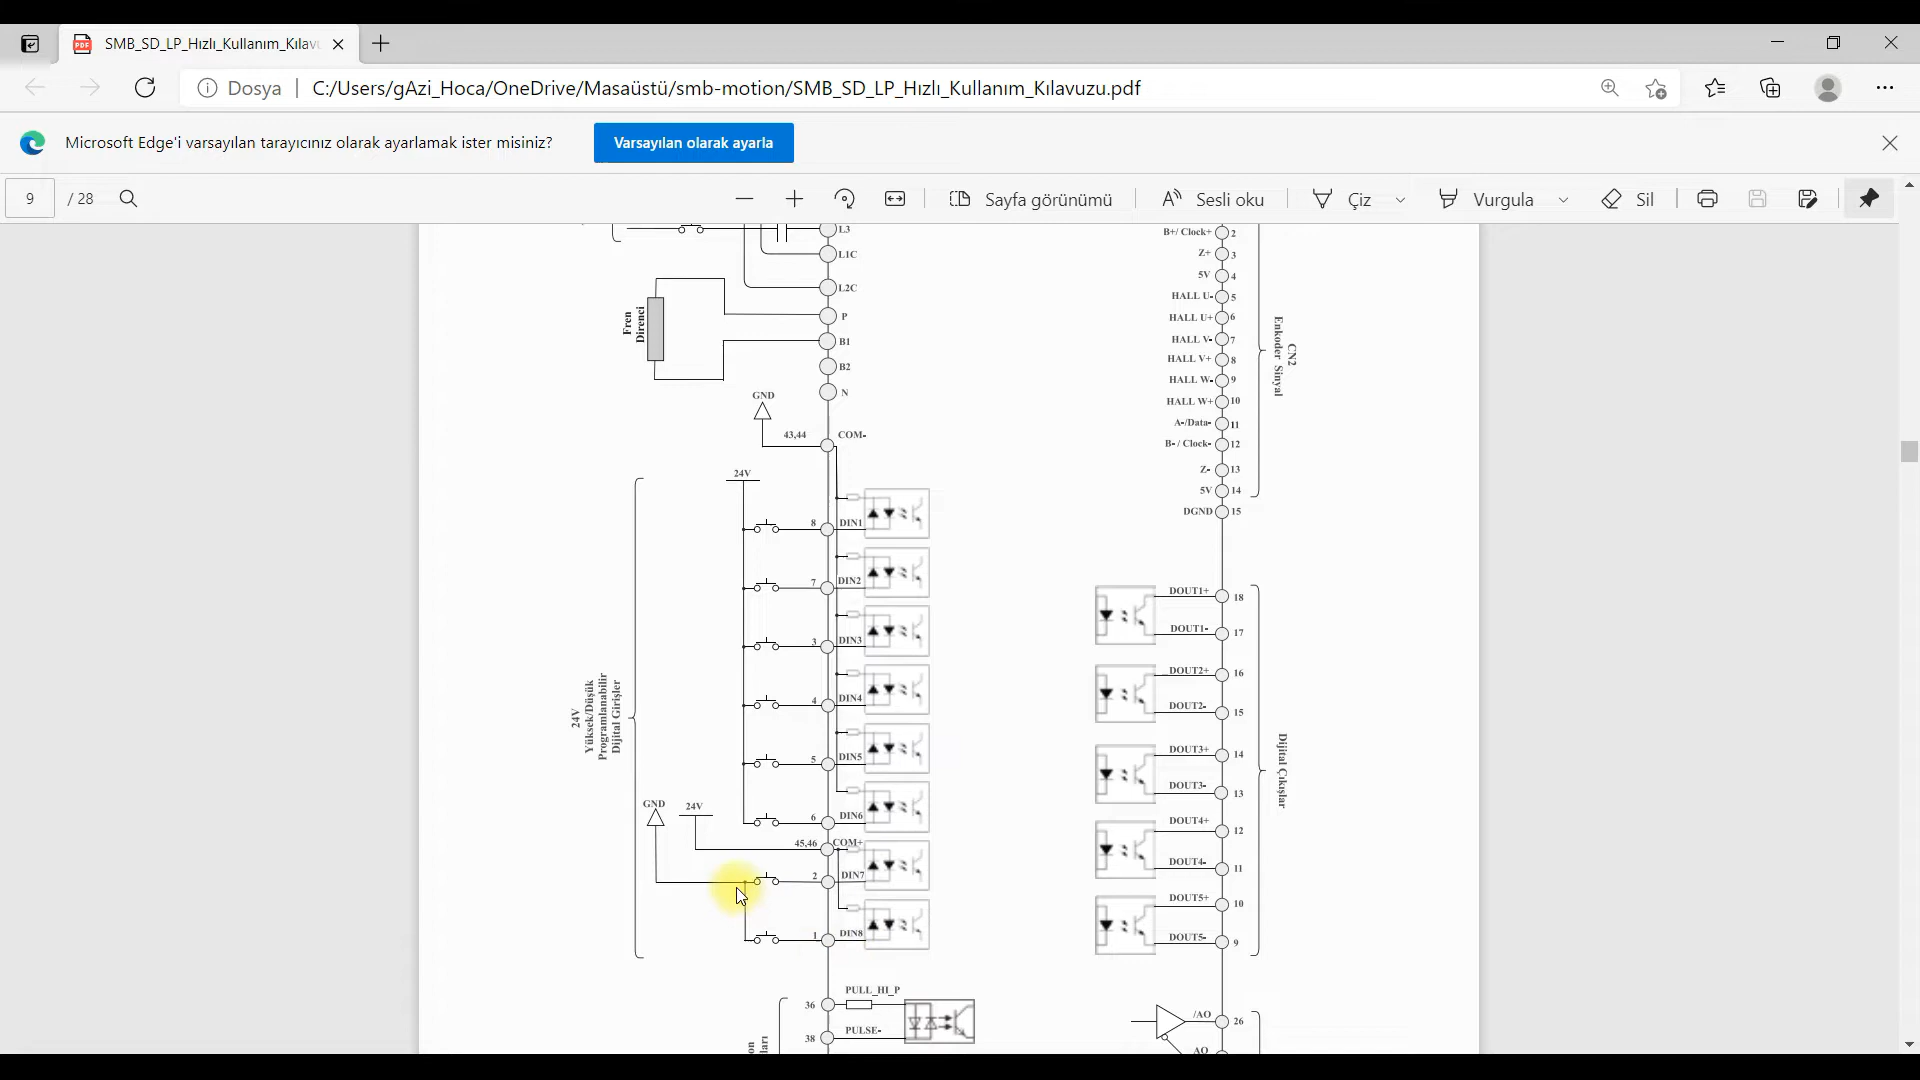 SMB_SD_LP_Hızlı_Kullanım_Kılavu
Dosya
C:/Users/gAzi_Hoca/OneDrive/Masaüstü/smb-motion/SMB_SD_LP_Hızlı_Kullanım_Kılavuzu.pdf
Microsoft Edge'i varsayılan tarayıcınız olarak ayarlamak ister misiniz?
Varsayılan olarak ayarla
9 / 28
Sayfa görünümü
Sesli oku
Çiz
Vurgula
Sil
L3
L1C
L2C
P
B1
B2
N
Fren
Direnci
GND
43,44
COM-
24V
8 DIN1
7 DIN2
3 DIN3
4 DIN4
5 DIN5
6 DIN6
GND
24V
45,46
COM+
2 DIN7
1 DIN8
24V
Yüksek/Düşük
Programlanabilir
Dijital Girişler
36
PULL_HI_P
38
PULSE-
B+/ Clock+ 2
Z+ 3
5V 4
HALL U- 5
HALL U+ 6
HALL V- 7
HALL V+ 8
HALL W- 9
HALL W+ 10
A-/Data- 11
B- / Clock- 12
Z- 13
5V 14
DGND 15
CN2
Enkoder Sinyal
DOUT1+ 18
DOUT1- 17
DOUT2+ 16
DOUT2- 15
DOUT3+ 14
DOUT3- 13
DOUT4+ 12
DOUT4- 11
DOUT5+ 10
DOUT5- 9
Dijital Çıkışlar
/AO 26
AO